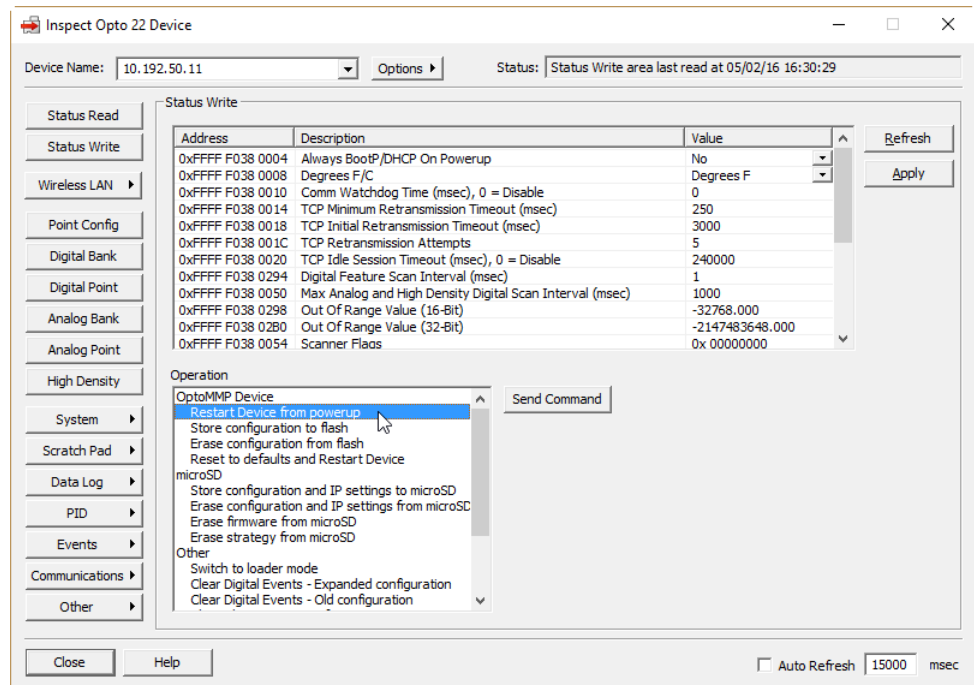 Inspect Opto 22 Device
Device Name: 10.192.50.11 Options Status: Status Write area last read at 05/02/16 16:30:29
Status Read
Status Write
Wireless LAN
Point Config
Digital Bank
Digital Point
Analog Bank
Analog Point
High Density
System
Scratch Pad
Data Log
PID
Events
Communications
Other
Status Write
Address Description Value
0xFFFF F038 0004 Always BootP/DHCP On Powerup No
0xFFFF F038 0008 Degrees F/C Degrees F
0xFFFF F038 0010 Comm Watchdog Time (msec), 0 = Disable 0
0xFFFF F038 0014 TCP Minimum Retransmission Timeout (msec) 250
0xFFFF F038 0018 TCP Initial Retransmission Timeout (msec) 3000
0xFFFF F038 001C TCP Retransmission Attempts 5
0xFFFF F038 0020 TCP Idle Session Timeout (msec), 0 = Disable 240000
0xFFFF F038 0294 Digital Feature Scan Interval (msec) 1
0xFFFF F038 0050 Max Analog and High Density Digital Scan Interval (msec) 1000
0xFFFF F038 0298 Out Of Range Value (16-Bit) -32768.000
0xFFFF F038 02B0 Out Of Range Value (32-Bit) -2147483648.000
0xFFFF F038 0054 Scanner Flags 0x 00000000
Refresh
Apply
Operation
OptoMMP Device
Restart Device from powerup
Store configuration to flash
Erase configuration from flash
Reset to defaults and Restart Device
microSD
Store configuration and IP settings to microSD
Erase configuration and IP settings from microSD
Erase firmware from microSD
Erase strategy from microSD
Other
Switch to loader mode
Clear Digital Events - Expanded configuration
Clear Digital Events - Old configuration
Send Command
Close Help Auto Refresh 15000 msec